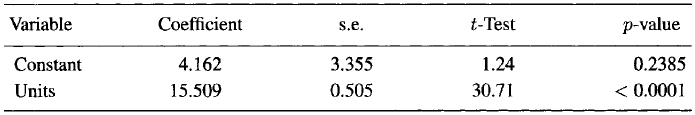 Variable Coefficient s.e. t-Test p-value
Constant 4.162 3.355 1.24 0.2385
Units 15.509 0.505 30.71 < 0.0001